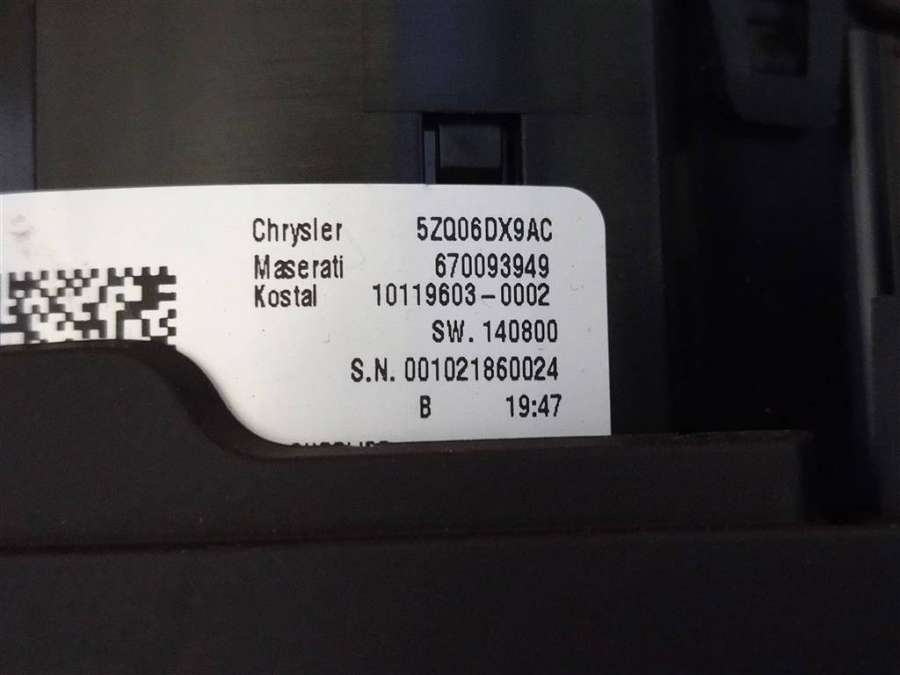 Chrysler 5ZQ06DX9AC
Maserati 670093949
Kostal 10119603-0002
SW. 140800
S.N. 001021860024
B 19:47